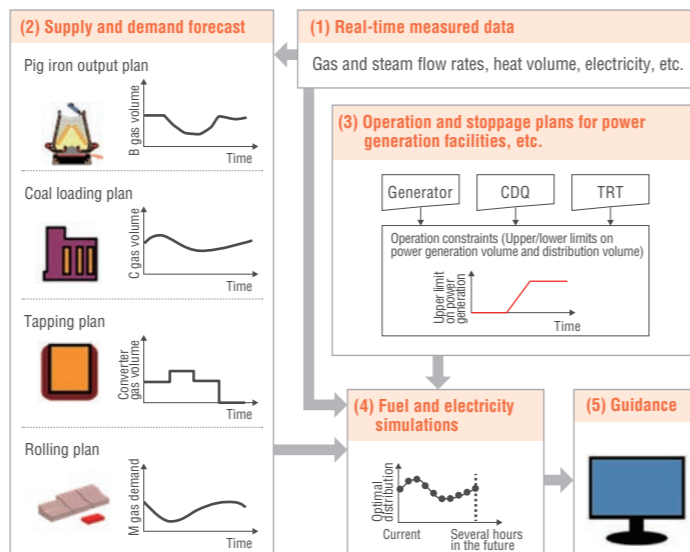 (1) Real-time measured data
Gas and steam flow rates, heat volume, electricity, etc.
(2) Supply and demand forecast
Pig iron output plan
B gas volume
Time
Coal loading plan
C gas volume
Time
Tapping plan
Converter
gas volume
Time
Rolling plan
M gas demand
Time
(3) Operation and stoppage plans for power
generation facilities, etc.
Generator
CDQ
TRT
Operation constraints (Upper/lower limits on
power generation volume and distribution volume)
Upper limit
on power
generation
Time
(4) Fuel and electricity
simulations
Optimal
distribution
Current
Several hours
in the future
(5) Guidance